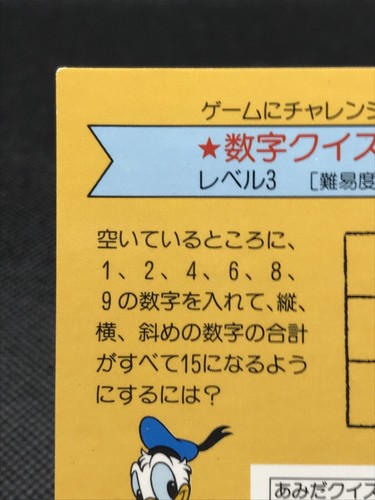 ゲームにチャレンジ
★数字クイズ
レベル3 [難易度
空いているところに、
1、2、4、6、8、
9の数字を入れて、縦、
横、斜めの数字の合計
がすべて15になるよう
にするには？
あみだクイズ